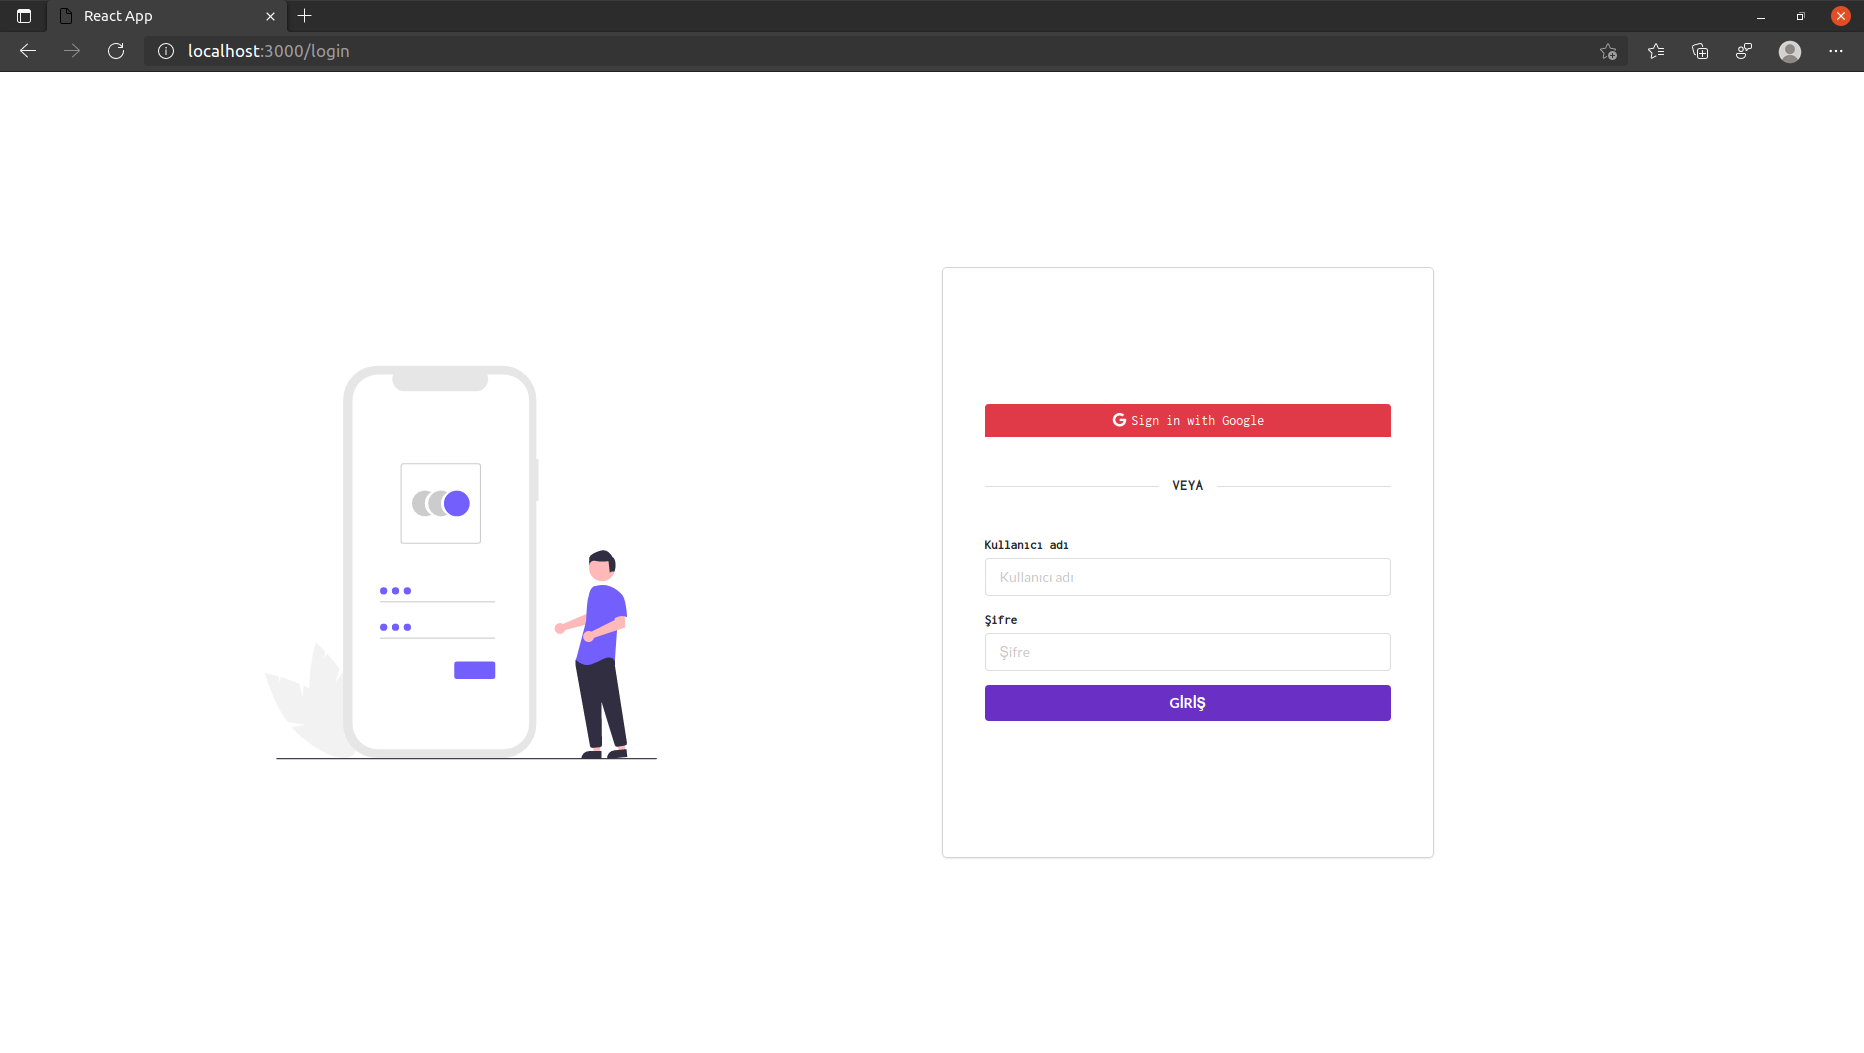 React App
localhost:3000/login
Sign in with Google
VEYA
Kullanıcı adı
Kullanıcı adı
Şifre
Şifre
GİRİŞ